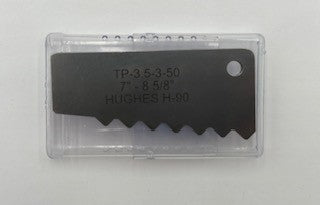 TP-3.5-3-50
7" - 8 5/8"
HUGHES H-90